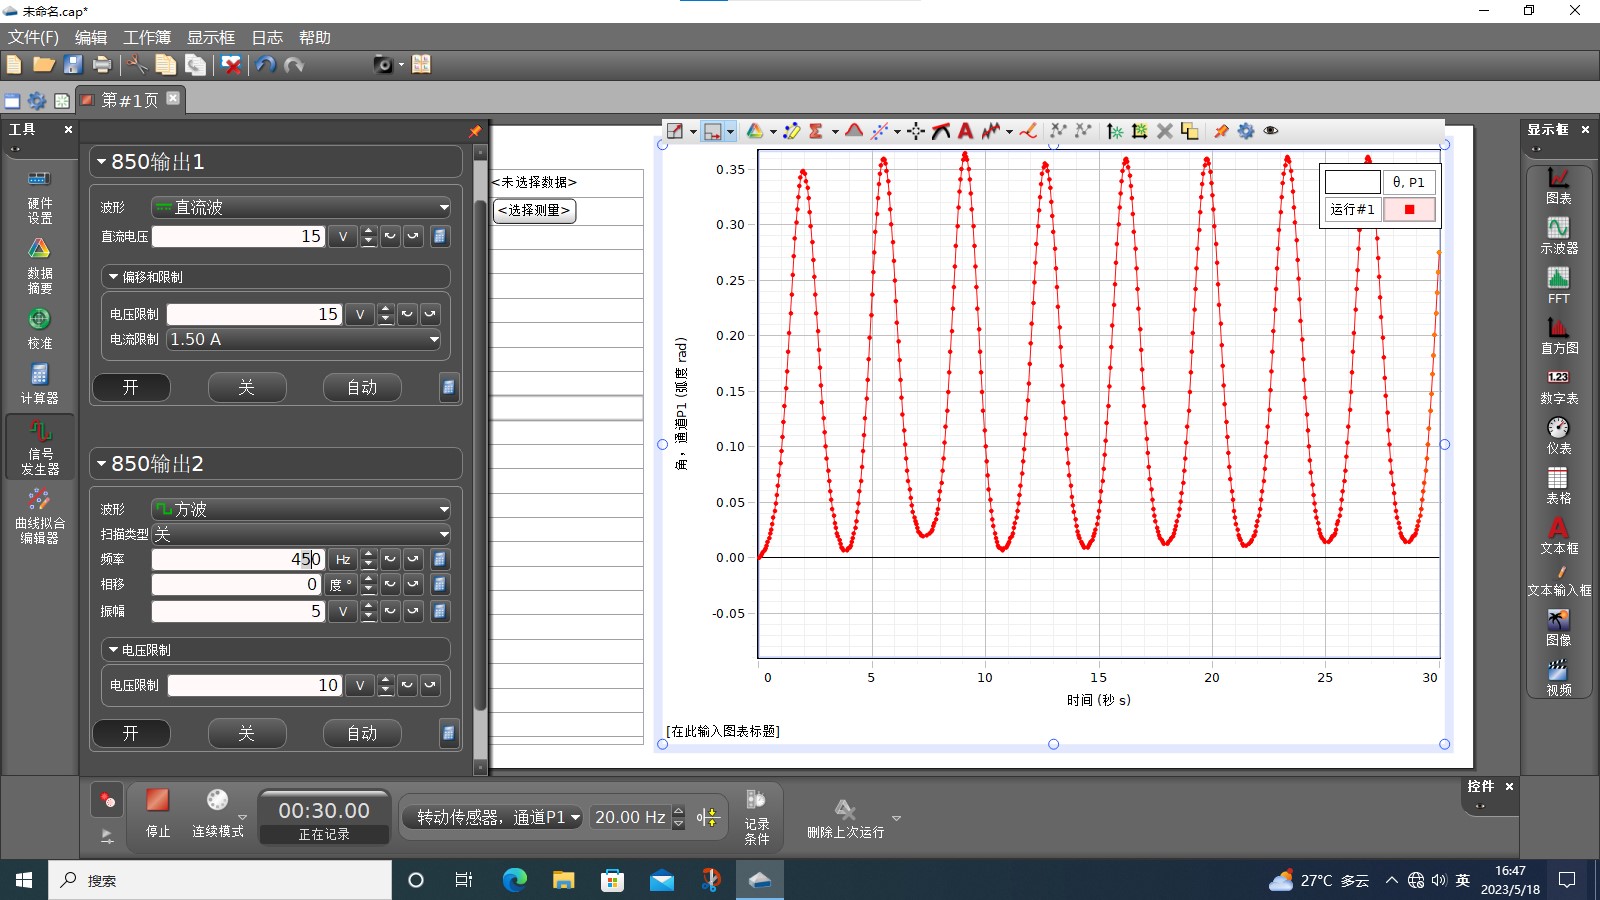 未命名.cap*
文件(F) 编辑 工作簿 显示框 日志 帮助
第#1页
工具
硬件
设置
数据
摘要
校准
计算器
信号
发生器
曲线拟合
编辑器
850输出1
波形 直流波
直流电压 15 V
偏移和限制
电压限制 15 V
电流限制 1.50 A
开 关 自动
850输出2
波形 方波
扫描类型 关
频率 450 Hz
相移 0 度 °
振幅 5 V
电压限制
电压限制 10 V
开 关 自动
<未选择数据>
<选择测量>
0.35
0.30
0.25
0.20
0.15
0.10
0.05
0.00
-0.05
角，通道P1 (弧度 rad)
θ, P1
运行#1
0 5 10 15 20 25 30
时间 (秒 s)
[在此输入图表标题]
显示框
图表
示波器
FFT
直方图
1.23
数字表
仪表
表格
A
文本框
文本输入框
图像
视频
控件
停止
连续模式
00:30.00
正在记录
转动传感器，通道P1
20.00 Hz
记录
条件
删除上次运行
搜索
27°C 多云
英
16:47
2023/5/18